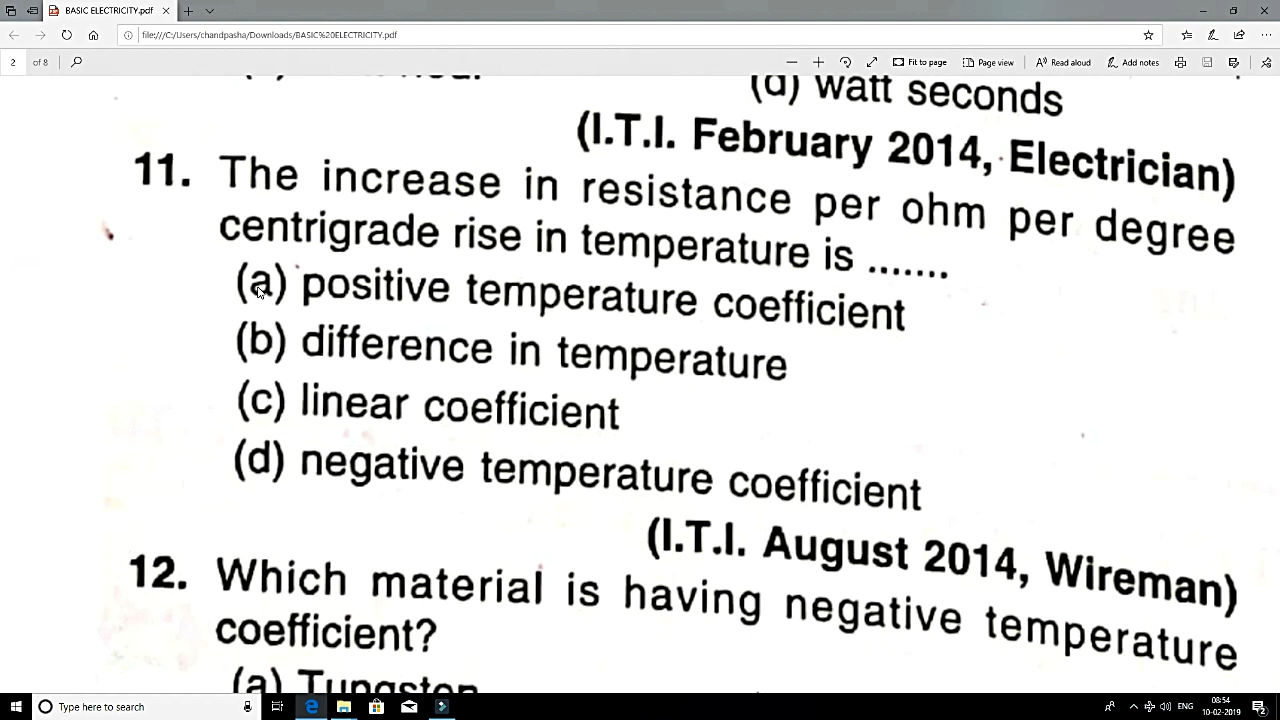 BASIC ELECTRICITY.pdf
file:///C:/Users/chandpasha/Downloads/BASIC%20ELECTRICITY.pdf
2 of 8 Fit to page Page view Read aloud Add notes
(d) watt seconds
(I.T.I. February 2014, Electrician)
11. The increase in resistance per ohm per degree
centrigrade rise in temperature is .......
(a) positive temperature coefficient
(b) difference in temperature
(c) linear coefficient
(d) negative temperature coefficient
(I.T.I. August 2014, Wireman)
12. Which material is having negative temperature
coefficient?
(a) Tungsten
Type here to search
ENG
08:54
10-02-2019